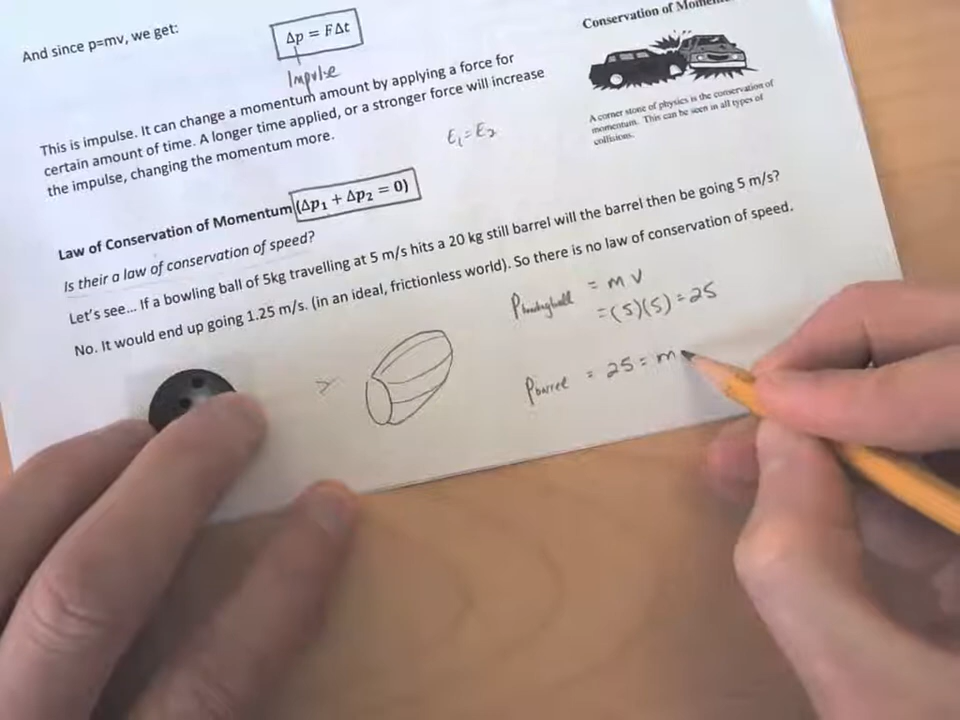 And since p=mv, we get:
Δp = FΔt
Impulse
This is impulse. It can change a momentum amount by applying a force for
certain amount of time. A longer time applied, or a stronger force will increase
the impulse, changing the momentum more.
E₁ = E₂
Conservation of
A corner stone of physics is the conservation of
momentum. This can be seen in all types of
collisions.
Law of Conservation of Momentum (Δp₁ + Δp₂ = 0)
Is their a law of conservation of speed?
Let's see... If a bowling ball of 5kg travelling at 5 m/s hits a 20 kg still barrel will the barrel then be going 5 m/s?
No. It would end up going 1.25 m/s. (in an ideal, frictionless world). So there is no law of conservation of speed.
Pbowlingball = m v
= (5)(5) = 25
Pbarrel = 25 = m